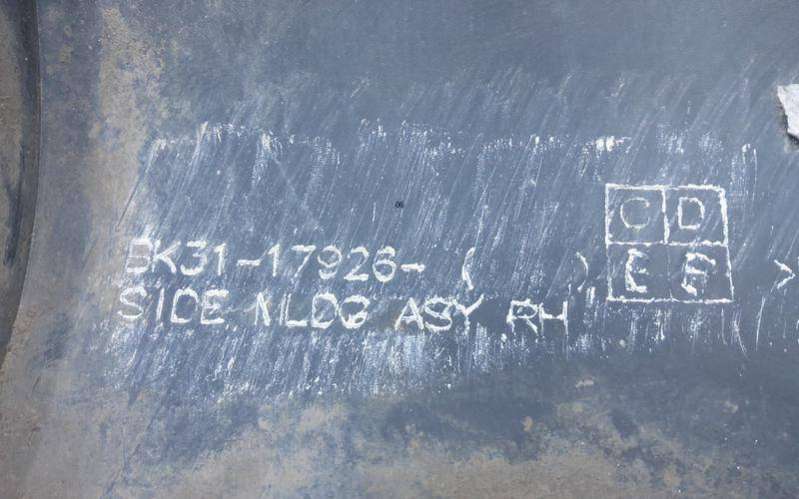 BK31-17926- ( )
SIDE MLDG ASY RH
C D
E F
>